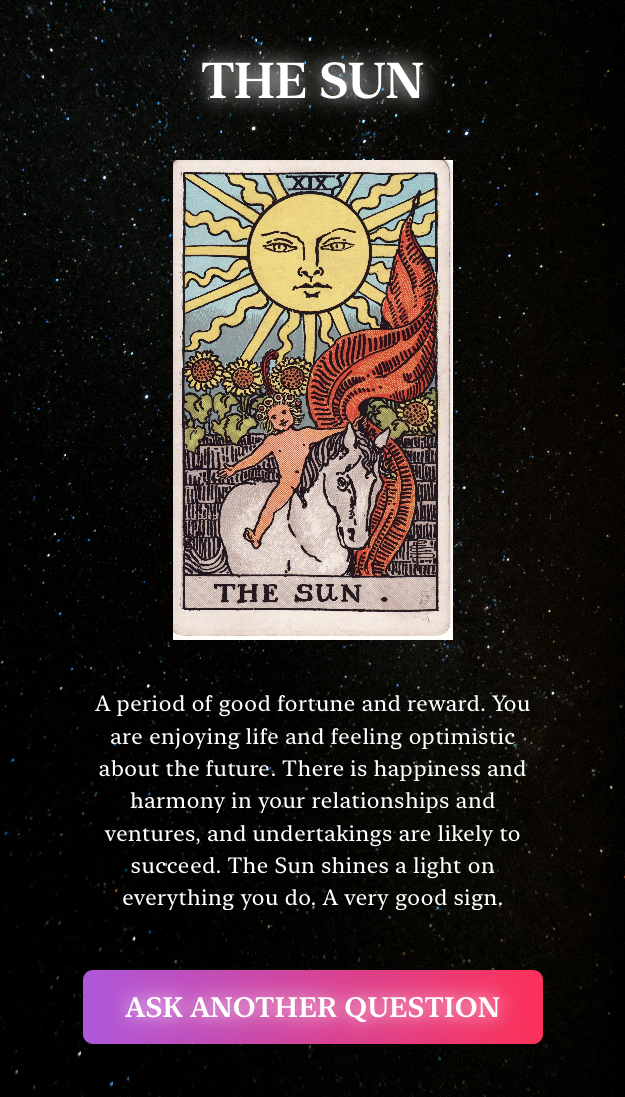 THE SUN
XIX
THE SUN .
A period of good fortune and reward. You
are enjoying life and feeling optimistic
about the future. There is happiness and
harmony in your relationships and
ventures, and undertakings are likely to
succeed. The Sun shines a light on
everything you do. A very good sign.
ASK ANOTHER QUESTION